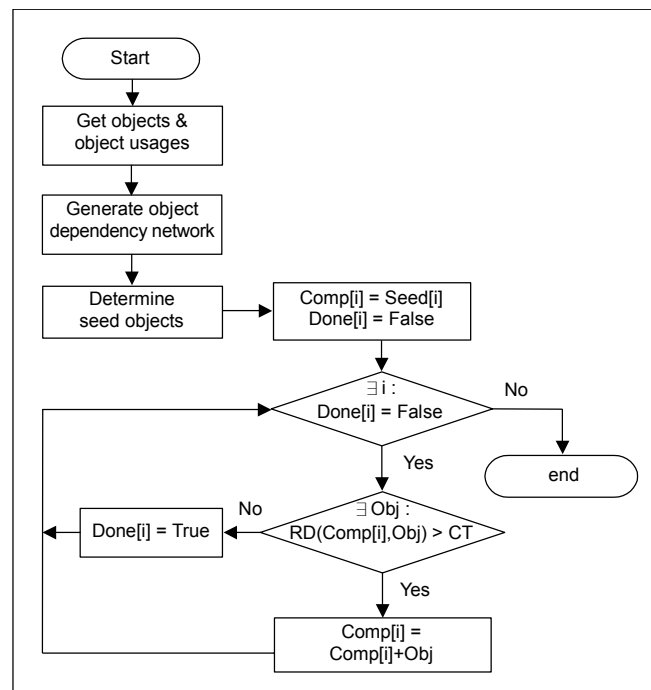 Start
Get objects &
object usages
Generate object
dependency network
Determine
seed objects
Comp[i] = Seed[i]
Done[i] = False
∃ i :
Done[i] = False
No
Yes
end
∃ Obj :
RD(Comp[i],Obj) > CT
No
Done[i] = True
Yes
Comp[i] =
Comp[i]+Obj